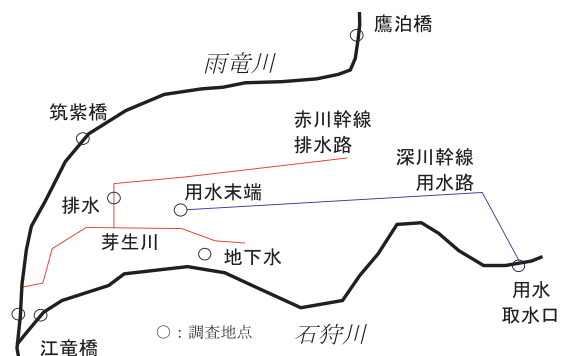 鷹泊橋
雨竜川
筑紫橋
赤川幹線
排水路
深川幹線
用水路
排水
用水末端
芽生川
地下水
用水
取水口
江竜橋
○：調査地点
石狩川